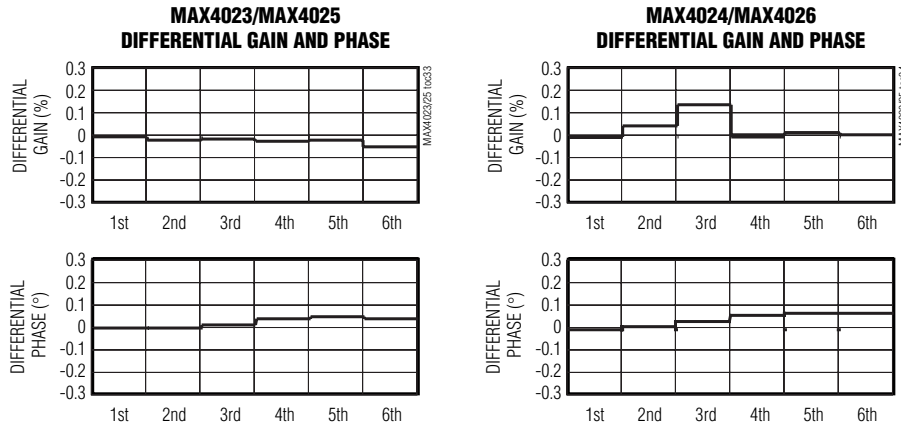 MAX4023/MAX4025
DIFFERENTIAL GAIN AND PHASE
DIFFERENTIAL
GAIN (%)
0.3
0.2
0.1
0
-0.1
-0.2
-0.3
1st 2nd 3rd 4th 5th 6th
MAX4023/25 toc33
DIFFERENTIAL
PHASE (°)
0.3
0.2
0.1
0
-0.1
-0.2
-0.3
1st 2nd 3rd 4th 5th 6th
MAX4024/MAX4026
DIFFERENTIAL GAIN AND PHASE
DIFFERENTIAL
GAIN (%)
0.3
0.2
0.1
0
-0.1
-0.2
-0.3
1st 2nd 3rd 4th 5th 6th
DIFFERENTIAL
PHASE (°)
0.3
0.2
0.1
0
-0.1
-0.2
-0.3
1st 2nd 3rd 4th 5th 6th